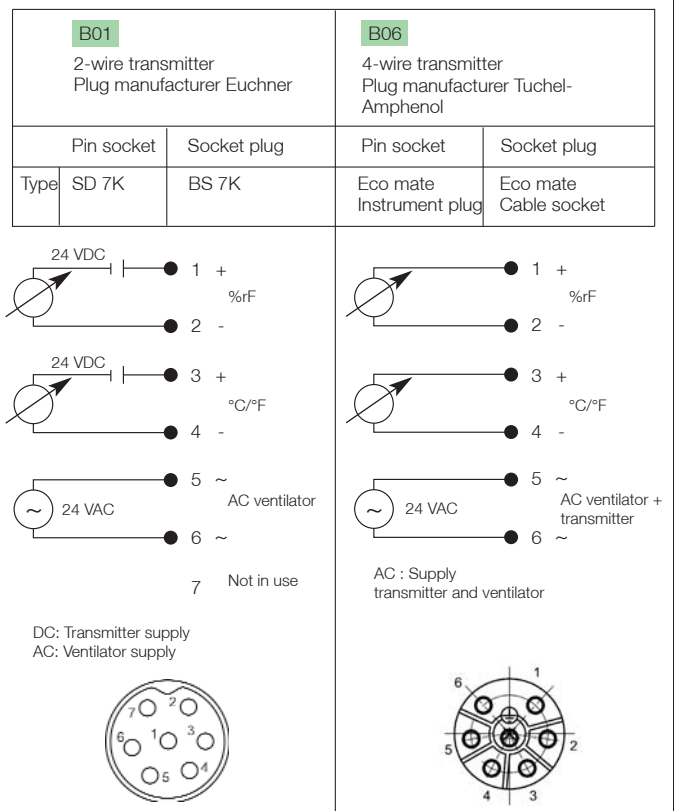 B01
2-wire transmitter
Plug manufacturer Euchner
B06
4-wire transmitter
Plug manufacturer Tuchel-
Amphenol
Pin socket
Socket plug
Pin socket
Socket plug
Type
SD 7K
BS 7K
Eco mate
Instrument plug
Eco mate
Cable socket
24 VDC
1 +
%rF
2 -
24 VDC
3 +
°C/°F
4 -
~
24 VAC
5 ~
AC ventilator
6 ~
7 Not in use
DC: Transmitter supply
AC: Ventilator supply
7
2
6
1
3
5
4
1 +
%rF
2 -
3 +
°C/°F
4 -
~
24 VAC
5 ~
AC ventilator +
transmitter
6 ~
AC : Supply
transmitter and ventilator
6
1
5
2
4
3